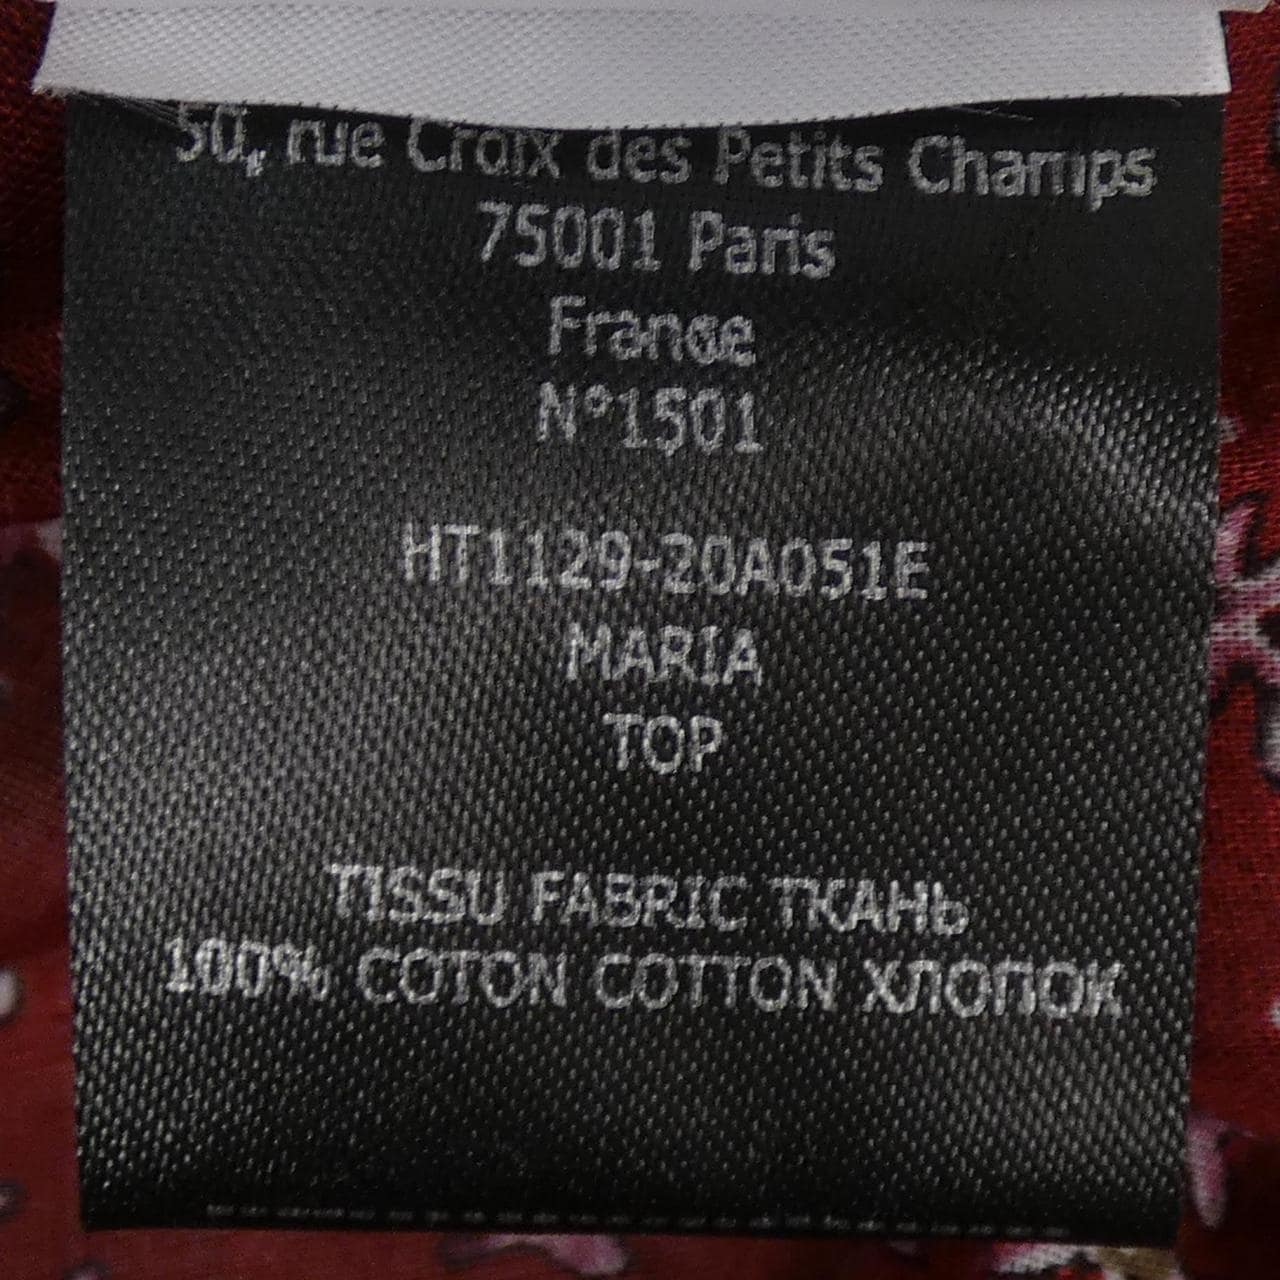 50, rue Croix des Petits Champs
75001 Paris
France
N°1501
HT1129-20A051E
MARIA
TOP
TISSU FABRIC ТКАНЬ
100% COTON COTTON ХЛОПОК